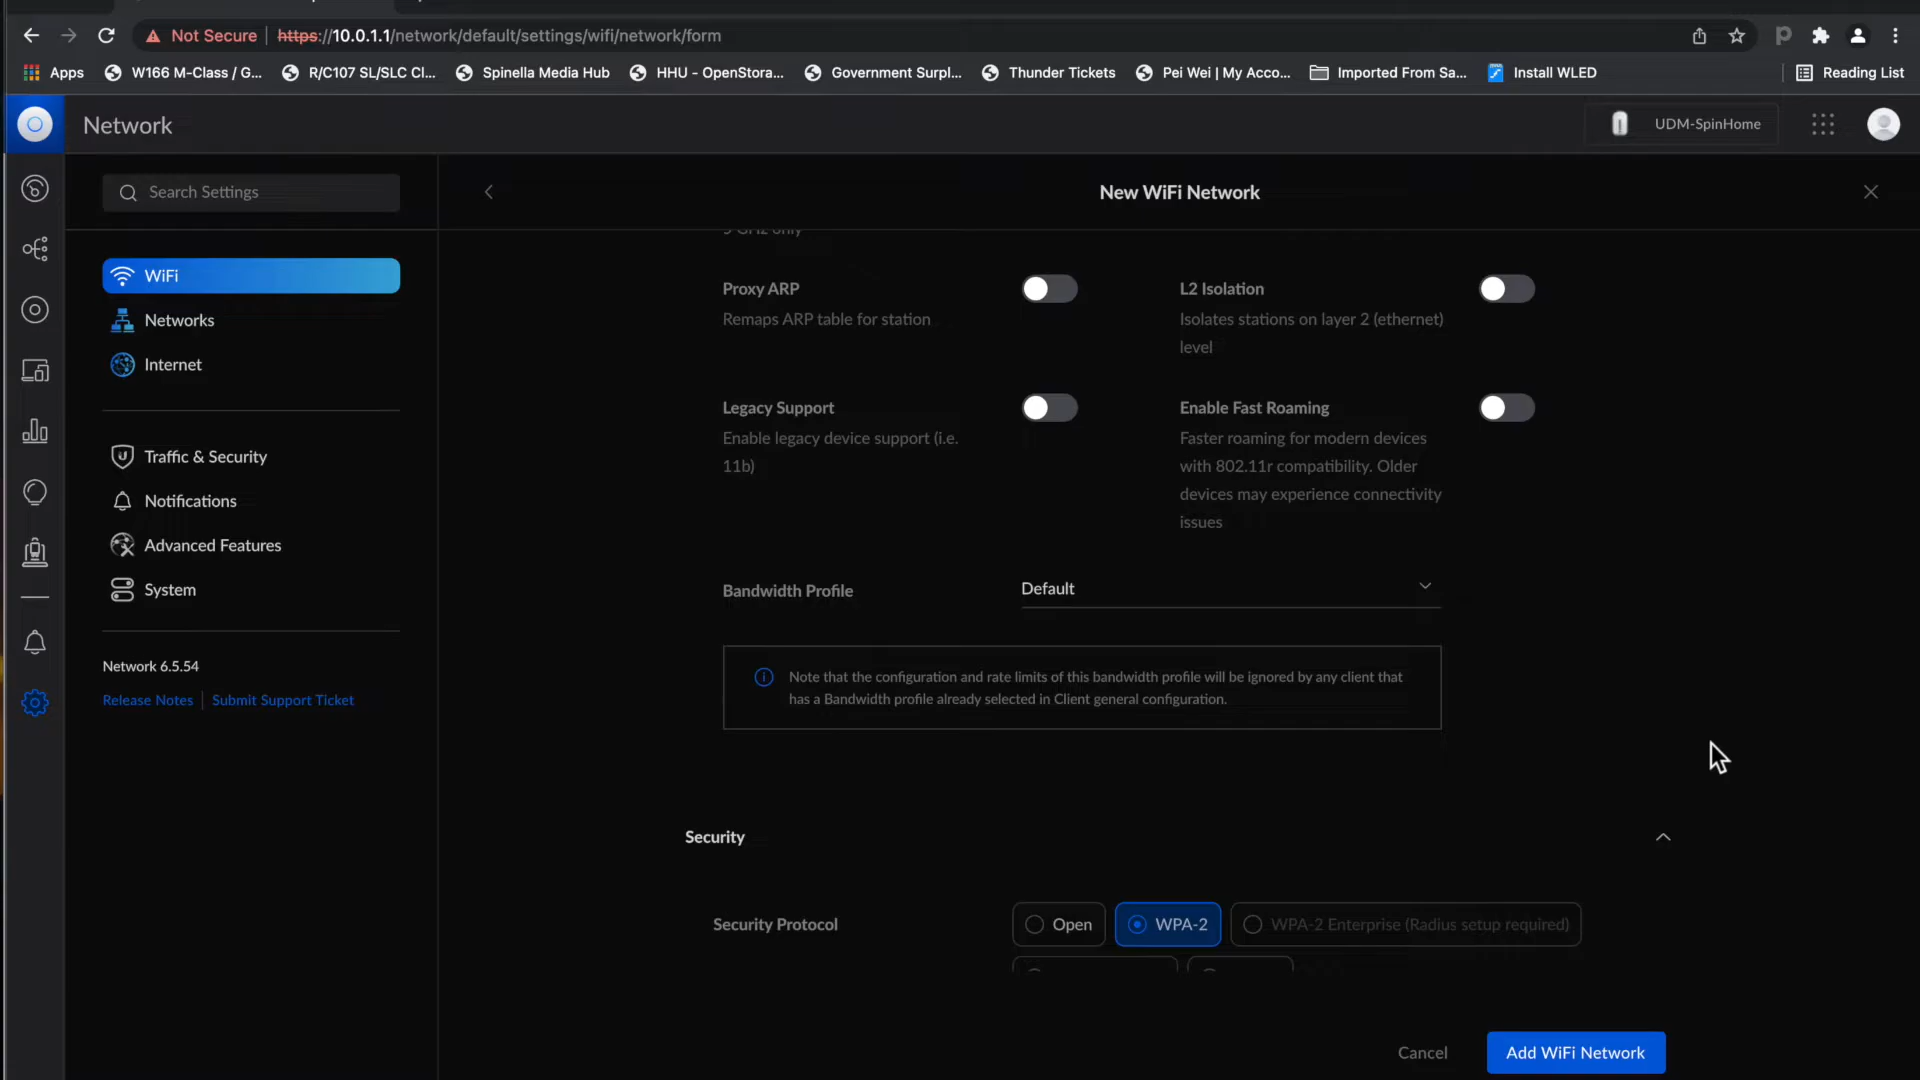 Not Secure https://10.0.1.1/network/default/settings/wifi/network/form
Apps W166 M-Class / G... R/C107 SL/SLC Cl... Spinella Media Hub HHU - OpenStora... Government Surpl... Thunder Tickets Pei Wei | My Acco... Imported From Sa... Install WLED Reading List
Network UDM-SpinHome
Search Settings
New WiFi Network
WiFi
Networks
Internet
Traffic & Security
Notifications
Advanced Features
System
Network 6.5.54
Release Notes Submit Support Ticket
5 GHz only
Proxy ARP
Remaps ARP table for station
L2 Isolation
Isolates stations on layer 2 (ethernet)
level
Legacy Support
Enable legacy device support (i.e.
11b)
Enable Fast Roaming
Faster roaming for modern devices
with 802.11r compatibility. Older
devices may experience connectivity
issues
Bandwidth Profile Default
Note that the configuration and rate limits of this bandwidth profile will be ignored by any client that
has a Bandwidth profile already selected in Client general configuration.
Security
Security Protocol Open WPA-2 WPA-2 Enterprise (Radius setup required)
Cancel Add WiFi Network